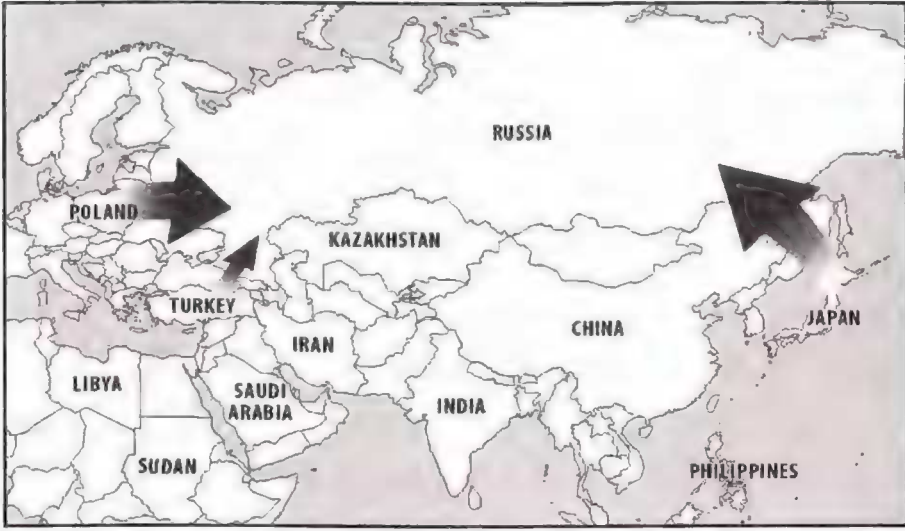 RUSSIA
POLAND
KAZAKHSTAN
TURKEY
CHINA
JAPAN
IRAN
LIBYA
SAUDI
ARABIA
INDIA
SUDAN
PHILIPPINES